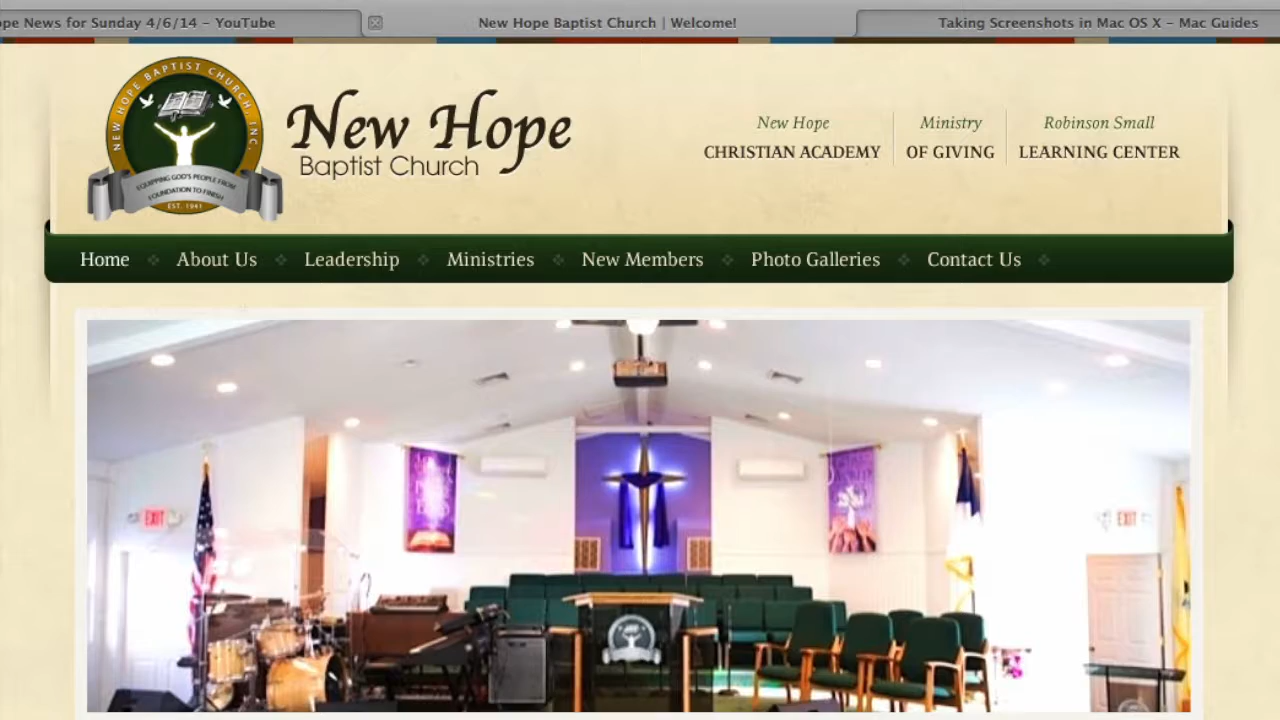 ope News for Sunday 4/6/14 – YouTube
New Hope Baptist Church | Welcome!
Taking Screenshots in Mac OS X – Mac Guides
NEW HOPE BAPTIST CHURCH, INC.
EQUIPPING GOD'S PEOPLE FROM
FOUNDATION TO FINISH
EST. 1941
New Hope
Baptist Church
New Hope
CHRISTIAN ACADEMY
Ministry
OF GIVING
Robinson Small
LEARNING CENTER
Home
About Us
Leadership
Ministries
New Members
Photo Galleries
Contact Us
EXIT
EXIT